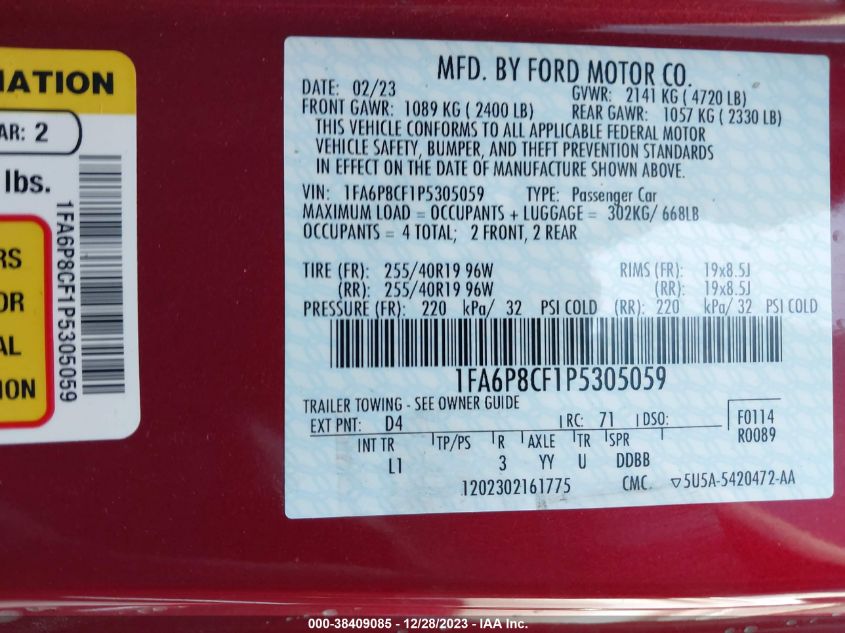 MATION
AR: 2
lbs.
RS
OR
AL
ION
1FA6P8CF1P5305059
MFD. BY FORD MOTOR CO.
DATE: 02/23 GVWR: 2141 KG ( 4720 LB)
FRONT GAWR: 1089 KG ( 2400 LB) REAR GAWR: 1057 KG ( 2330 LB)
THIS VEHICLE CONFORMS TO ALL APPLICABLE FEDERAL MOTOR
VEHICLE SAFETY, BUMPER, AND THEFT PREVENTION STANDARDS
IN EFFECT ON THE DATE OF MANUFACTURE SHOWN ABOVE.
VIN: 1FA6P8CF1P5305059 TYPE: Passenger Car
MAXIMUM LOAD = OCCUPANTS + LUGGAGE = 302KG/ 668LB
OCCUPANTS = 4 TOTAL; 2 FRONT, 2 REAR
TIRE (FR): 255/40R19 96W RIMS (FR): 19x8.5J
(RR): 255/40R19 96W (RR): 19x8.5J
PRESSURE (FR): 220 kPa/ 32 PSI COLD (RR): 220 kPa/ 32 PSI COLD
1FA6P8CF1P5305059
TRAILER TOWING - SEE OWNER GUIDE
EXT PNT: D4 RC: 71 DSO: F0114
R0089
INT TR TP/PS R AXLE TR SPR
L1 3 YY U DDBB
1202302161775 CMC. ▽5U5A-5420472-AA
000-38409085 - 12/28/2023 - 1IAA2CAN INC.